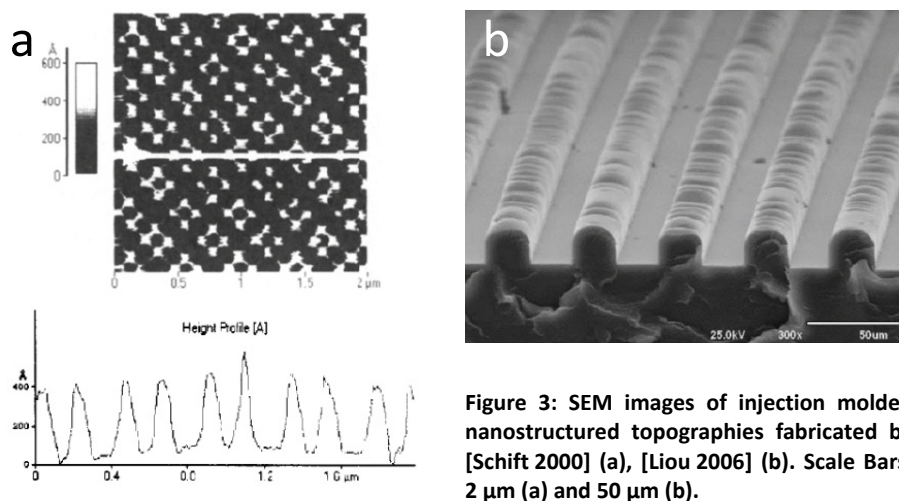 a
Å
600
400
200
0
0 0.5 1 1.5 2 µm
Height Profile [A]
Å
400
200
0
0 0.4 0.8 1.2 1.6 µm
b
25.0kV 300x 50um
Figure 3: SEM images of injection molde
nanostructured topographies fabricated b
[Schift 2000] (a), [Liou 2006] (b). Scale Bars
2 µm (a) and 50 µm (b).